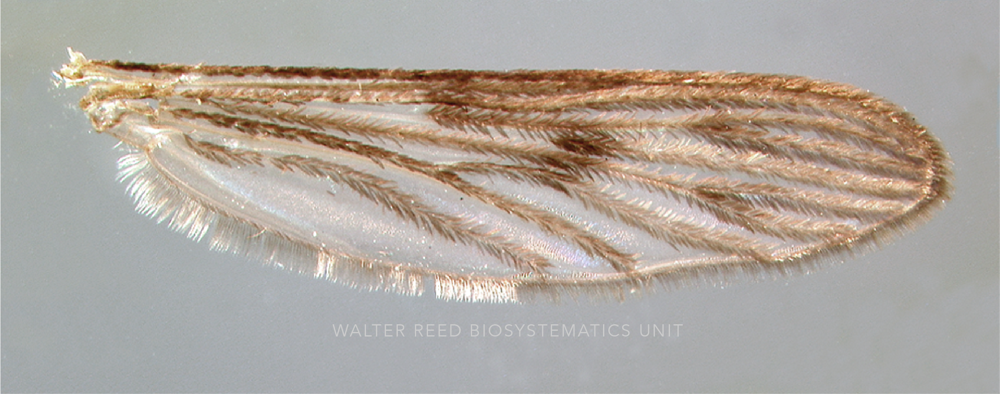 WALTER REED BIOSYSTEMATICS UNIT